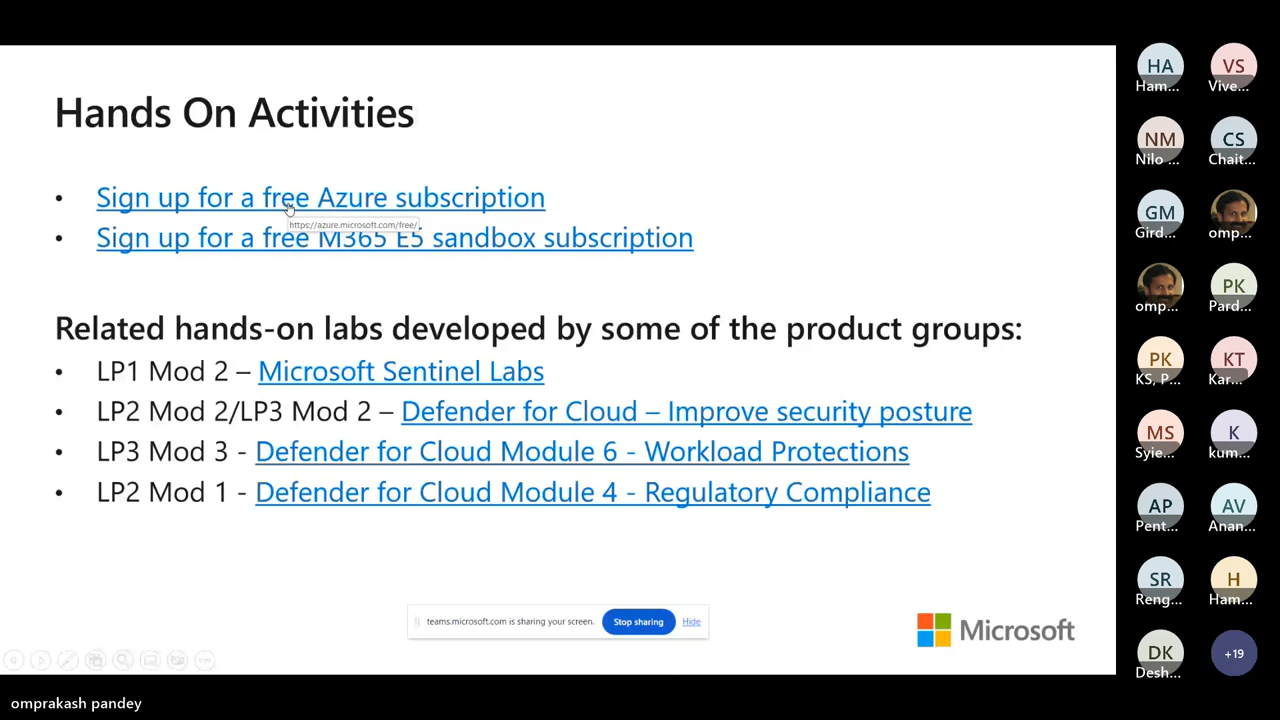 Hands On Activities
• Sign up for a free Azure subscription
https://azure.microsoft.com/free/
• Sign up for a free M365 E5 sandbox subscription
Related hands-on labs developed by some of the product groups:
• LP1 Mod 2 – Microsoft Sentinel Labs
• LP2 Mod 2/LP3 Mod 2 – Defender for Cloud – Improve security posture
• LP3 Mod 3 - Defender for Cloud Module 6 - Workload Protections
• LP2 Mod 1 - Defender for Cloud Module 4 - Regulatory Compliance
teams.microsoft.com is sharing your screen. Stop sharing Hide
Microsoft
omprakash pandey
HA VS
Ham... Vive...
NM CS
Nilo ... Chait...
GM
Gird... omp...
PK
omp... Pard...
PK KT
KS, P... Kar...
MS K
Syie... kum...
AP AV
Pent... Anan...
SR H
Reng... Ham...
DK +19
Desh...